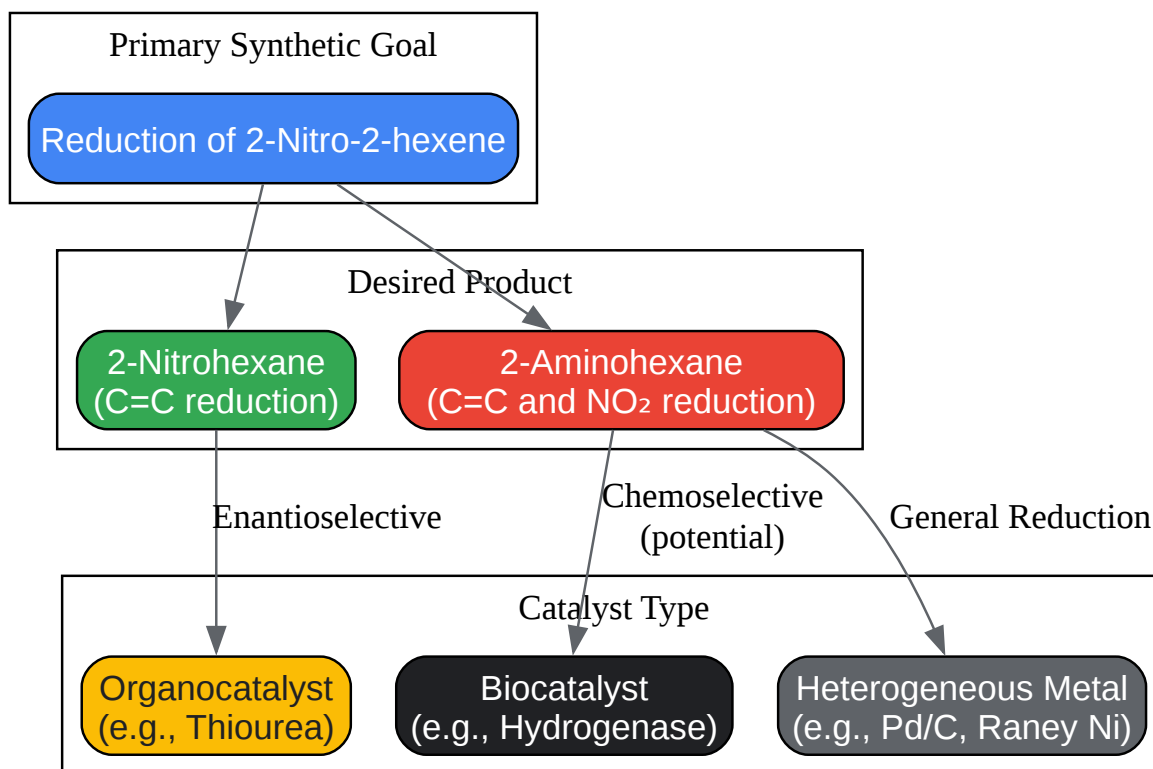 Primary Synthetic Goal
Reduction of 2-Nitro-2-hexene
Desired Product
2-Nitrohexane
(C=C reduction)
2-Aminohexane
(C=C and NO₂ reduction)
Enantioselective
Chemoselective
(potential)
General Reduction
Catalyst Type
Organocatalyst
(e.g., Thiourea)
Biocatalyst
(e.g., Hydrogenase)
Heterogeneous Metal
(e.g., Pd/C, Raney Ni)